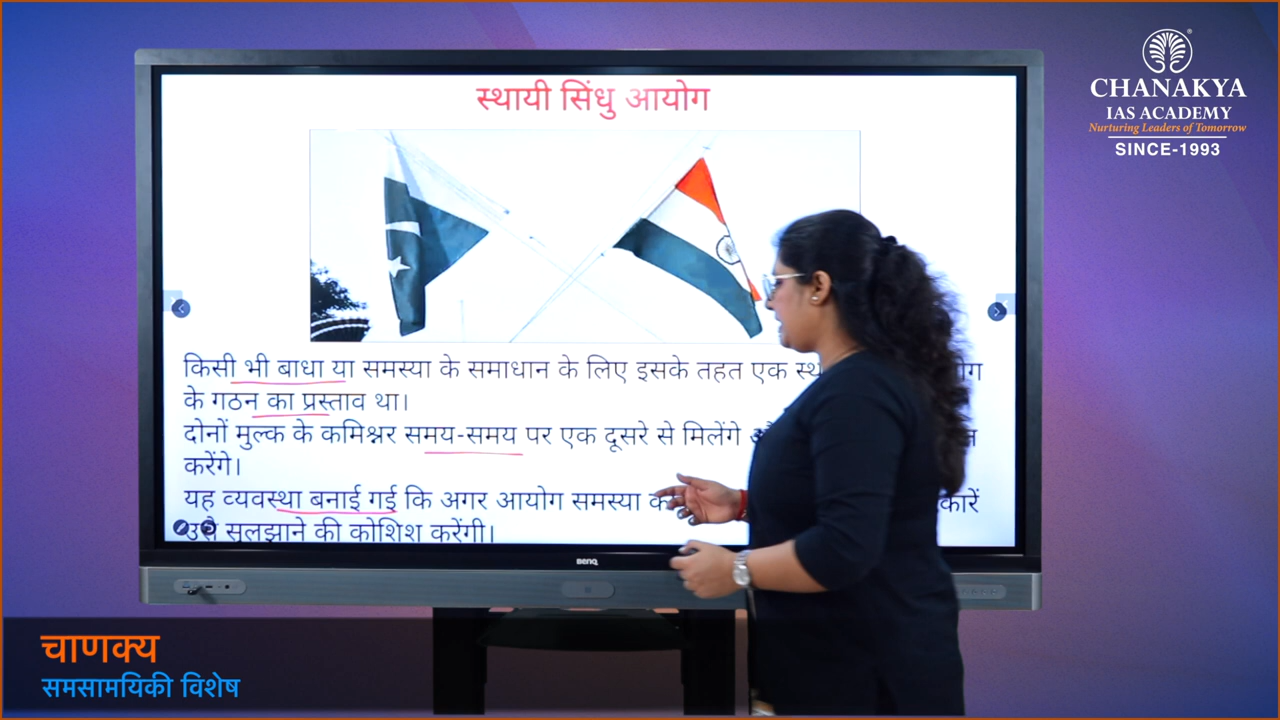 स्थायी सिंधु आयोग
किसी भी बाधा या समस्या के समाधान के लिए इसके तहत एक
के गठन का प्रस्ताव था।
दोनों मुल्क के कमिश्नर समय-समय पर एक दूसरे से मिलेंगे
करेंगे।
यह व्यवस्था बनाई गई कि अगर आयोग समस्या
उसे सुलझाने की कोशिश करेंगी।
BenQ
CHANAKYA
IAS ACADEMY
Nurturing Leaders of Tomorrow
SINCE-1993
चाणक्य
समसामयिकी विशेष